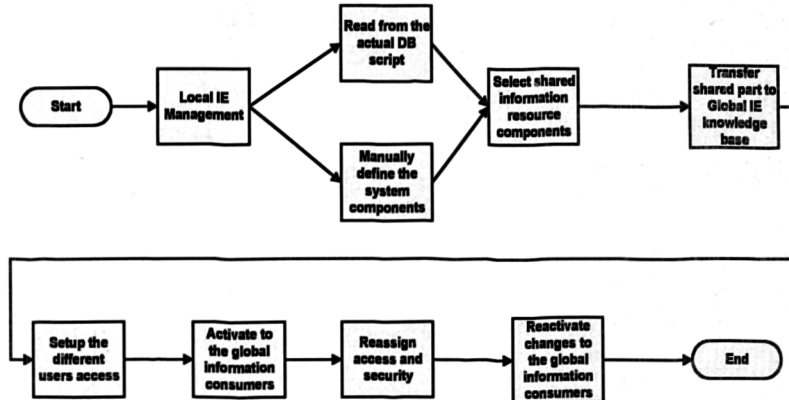 Start
Local IE
Management
Read from the
actual DB
script
Manually
define the
system
components
Select shared
information
resource
components
Transfer
shared part to
Global IE
knowledge
base
Setup the
different
users access
Activate to
the global
information
consumers
Reassign
access and
security
Reactivate
changes to
the global
information
consumers
End